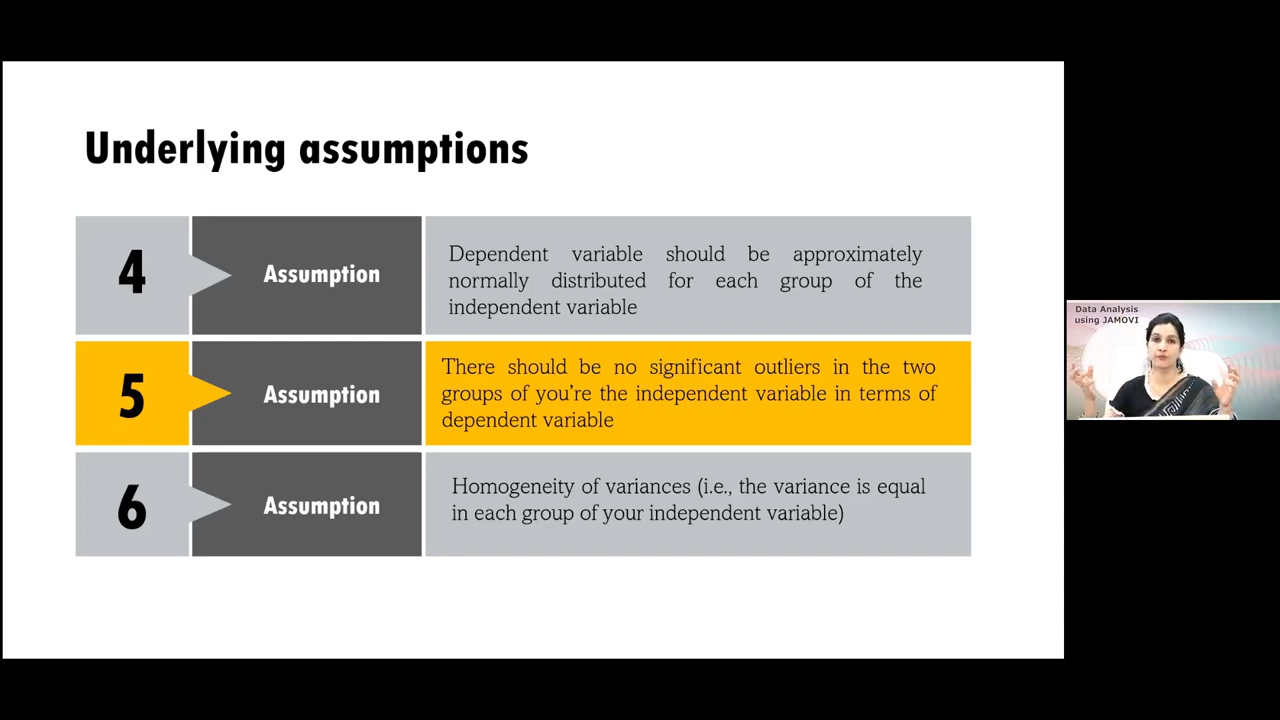 Underlying assumptions
4
Assumption
Dependent variable should be approximately
normally distributed for each group of the
independent variable
5
Assumption
There should be no significant outliers in the two
groups of you're the independent variable in terms of
dependent variable
6
Assumption
Homogeneity of variances (i.e., the variance is equal
in each group of your independent variable)
Data Analysis
using JAMOVI